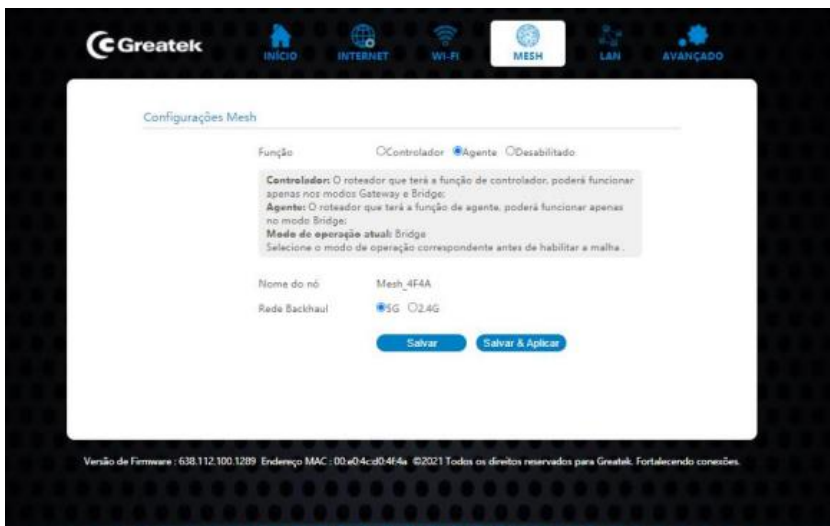 Greatek
INÍCIO INTERNET WI-FI MESH LAN AVANÇADO
Configurações Mesh
Função Controlador Agente Desabilitado
Controlador: O roteador que terá a função de controlador, poderá funcionar
apenas nos modos Gateway e Bridge;
Agente: O roteador que terá a função de agente, poderá funcionar apenas
no modo Bridge;
Modo de operação atual: Bridge
Selecione o modo de operação correspondente antes de habilitar a malha .
Nome do nó Mesh_4F4A
Rede Backhaul 5G 2.4G
Salvar Salvar & Aplicar
Versão de Firmware : 638.112.100.1289 Endereço MAC : 00:e0:4c:d0:4f:4a ©2021 Todos os direitos reservados para Greatek. Fortalecendo conexões.